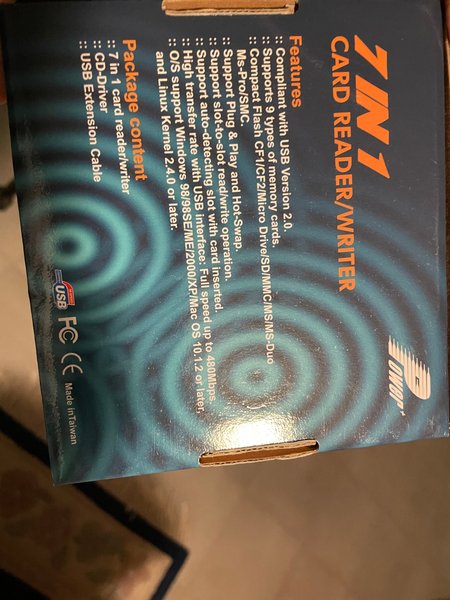 7 IN 1
CARD READER/WRITER
Power+
Features
:: Compliant with USB Version 2.0.
:: Supports 9 types of memory cards.
:: Compact Flash CF1/CF2/Micro Drive/SD/MMC/MS/MS-Duo
Ms-Pro/SMC.
:: Support Plug & Play and Hot-Swap
:: Support slot-to-slot read/write operation.
:: Support auto-detecting slot with card inserted.
:: High transfer rate with USB interface: Full speed up to 480Mbps.
:: O/S support Windows 98/98SE/ME/2000/XP/Mac OS 10.1.2 or later,
and Linux Kernel 2.4.0 or later.
Package content
:: 7 in 1 card reader/writer
:: CD-Driver
:: USB Extension Cable
USB FC CE Made in Taiwan